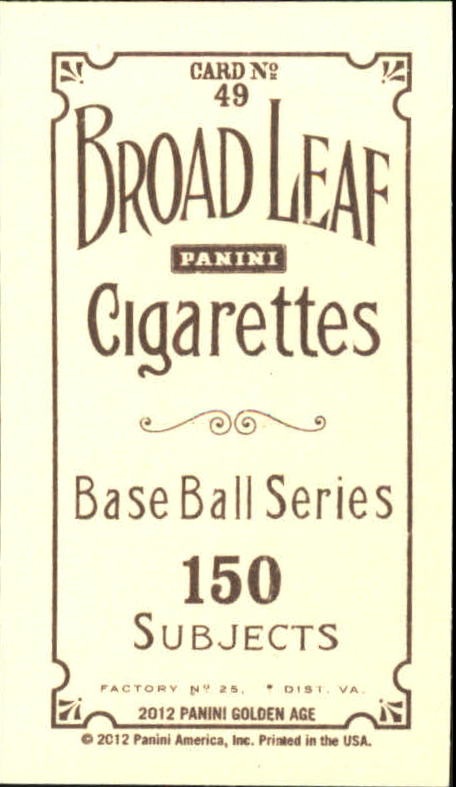 CARD Nº
49
BROAD LEAF
PANINI
Cigarettes
Base Ball Series
150
SUBJECTS
FACTORY Nº 25, * DIST. VA.
2012 PANINI GOLDEN AGE
© 2012 Panini America, Inc. Printed in the USA.